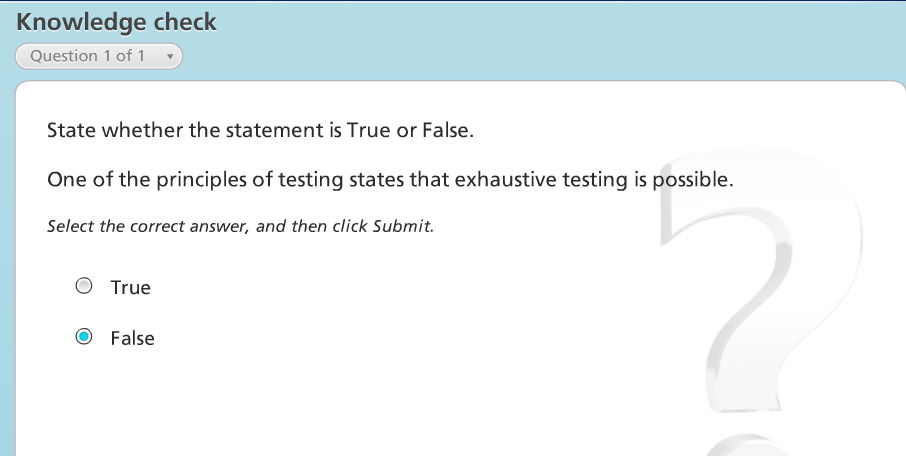 Knowledge check
Question 1 of 1
State whether the statement is True or False.
One of the principles of testing states that exhaustive testing is possible.
Select the correct answer, and then click Submit.
True
False